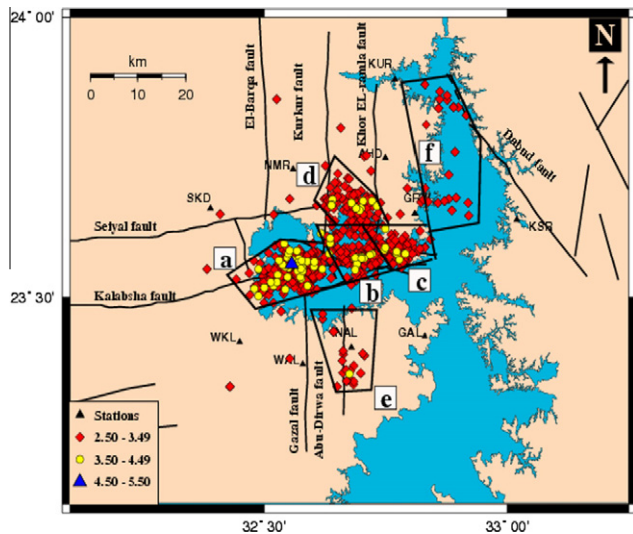 24° 00'
km
0 10 20
El-Barqa fault
Kurkur fault
Khor EL-ramla fault
KUR
N
AHD
NMR
d
f
Dabud fault
SKD
GRW
KSR
Seiyal fault
a
23° 30'
Kalabsha fault
b
c
WKL
WAL
NAL
GAL
e
Gazal fault
Abu-Dirwa fault
Stations
2.50 - 3.49
3.50 - 4.49
4.50 - 5.50
32° 30'
33° 00'